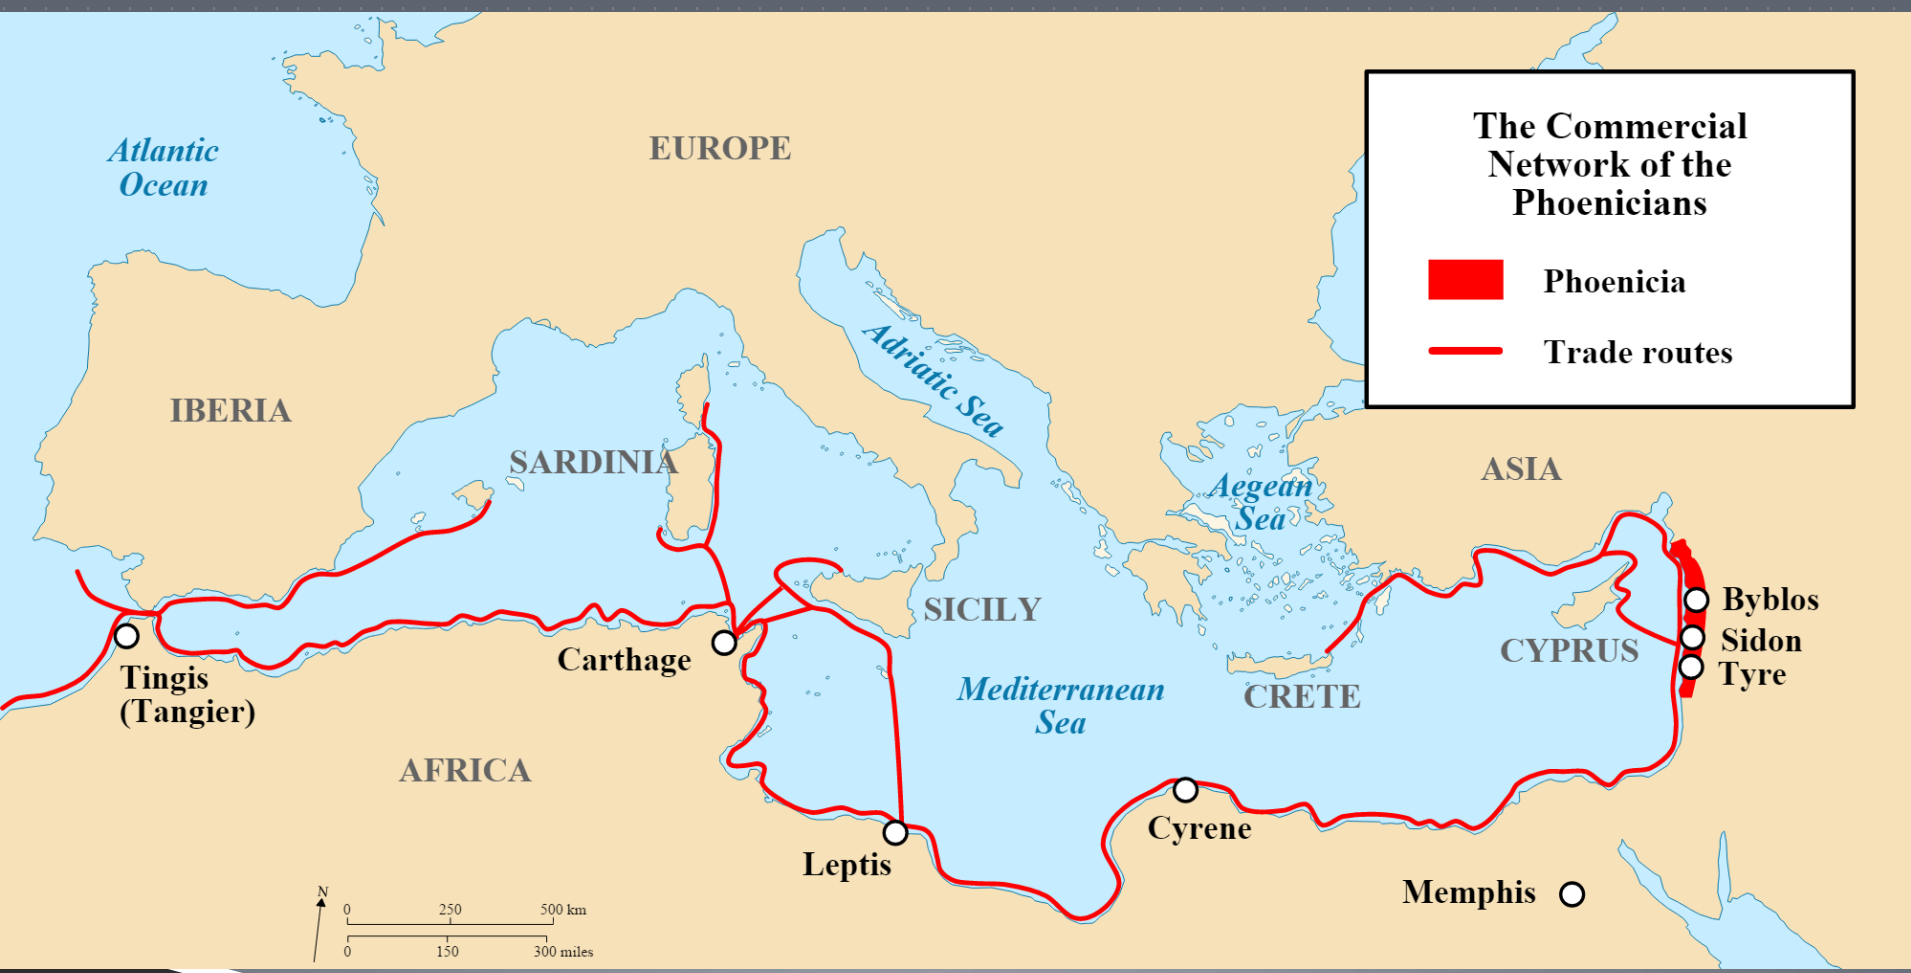 The Commercial
Network of the
Phoenicians
Phoenicia
Trade routes
Atlantic
Ocean
EUROPE
IBERIA
SARDINIA
Adriatic Sea
Aegean
Sea
ASIA
SICILY
CYPRUS
CRETE
Byblos
Sidon
Tyre
Mediterranean
Sea
Carthage
Tingis
(Tangier)
AFRICA
Leptis
Cyrene
Memphis
N
0 250 500 km
0 150 300 miles